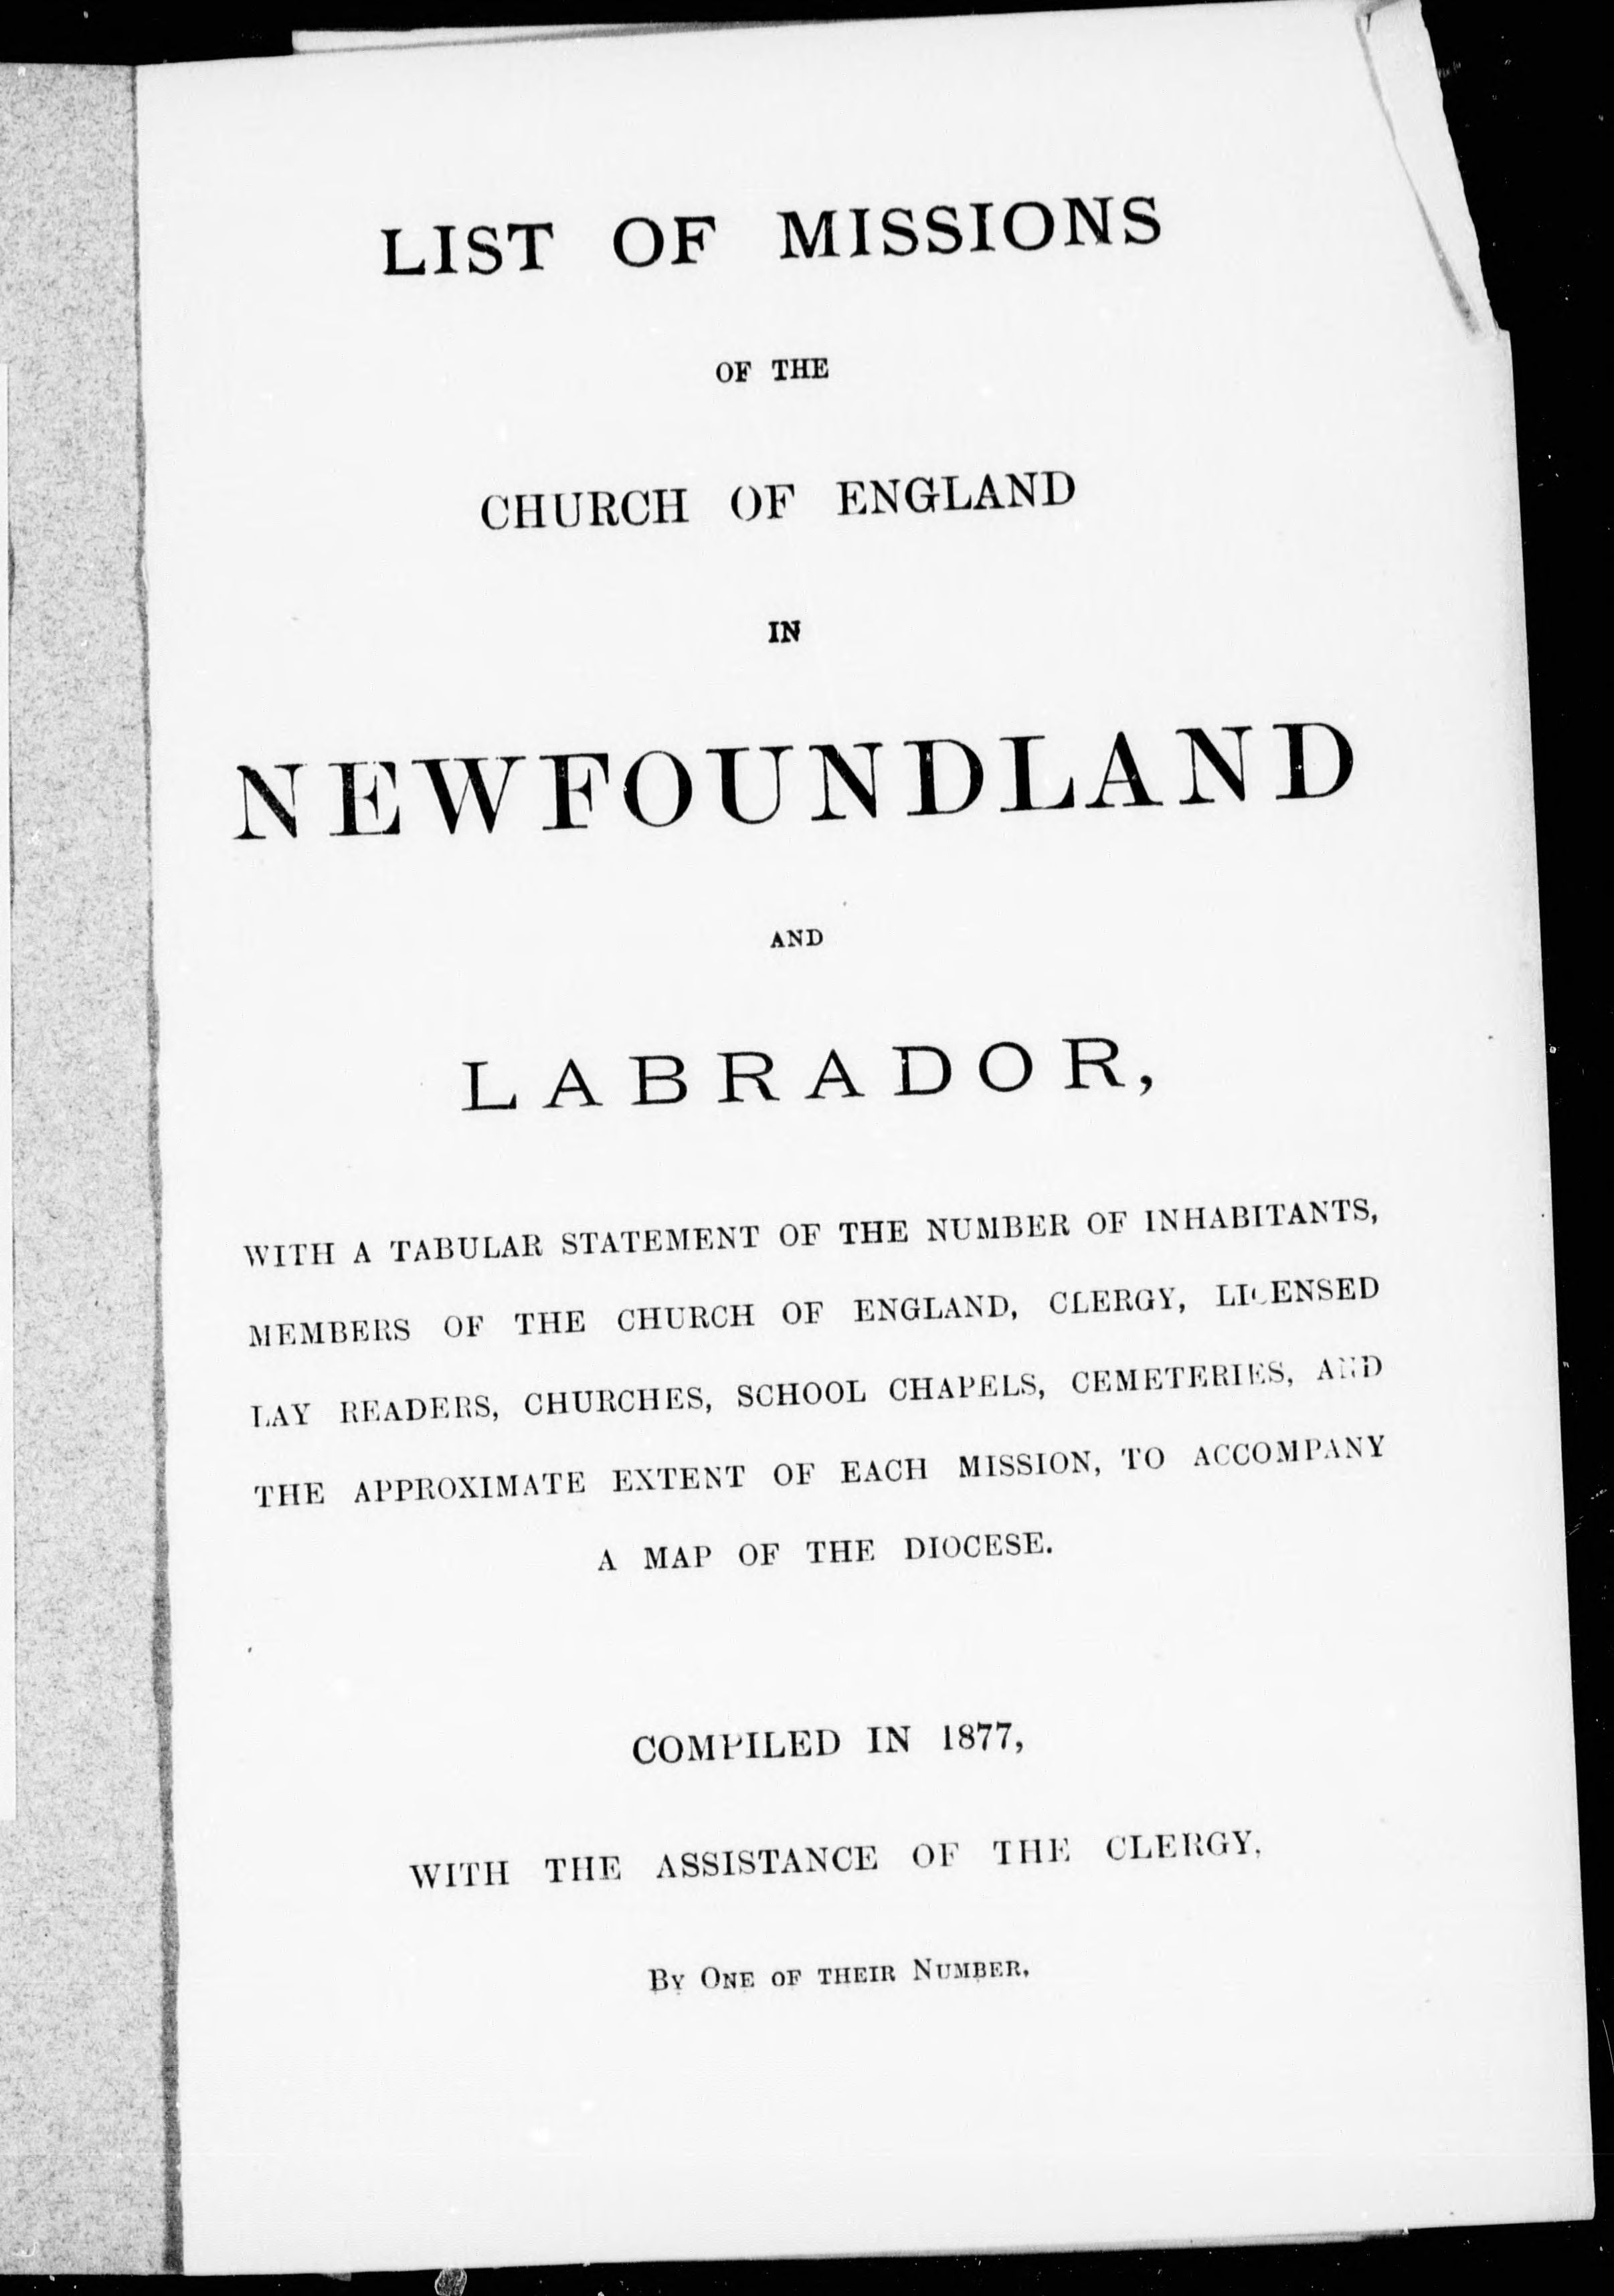 LIST OF MISSIONS
OF THE
CHURCH OF ENGLAND
IN
NEWFOUNDLAND
AND
LABRADOR,
WITH A TABULAR STATEMENT OF THE NUMBER OF INHABITANTS,
MEMBERS OF THE CHURCH OF ENGLAND, CLERGY, LICENSED
LAY READERS, CHURCHES, SCHOOL CHAPELS, CEMETERIES, AND
THE APPROXIMATE EXTENT OF EACH MISSION, TO ACCOMPANY
A MAP OF THE DIOCESE.
COMPILED IN 1877,
WITH THE ASSISTANCE OF THE CLERGY,
BY ONE OF THEIR NUMBER.